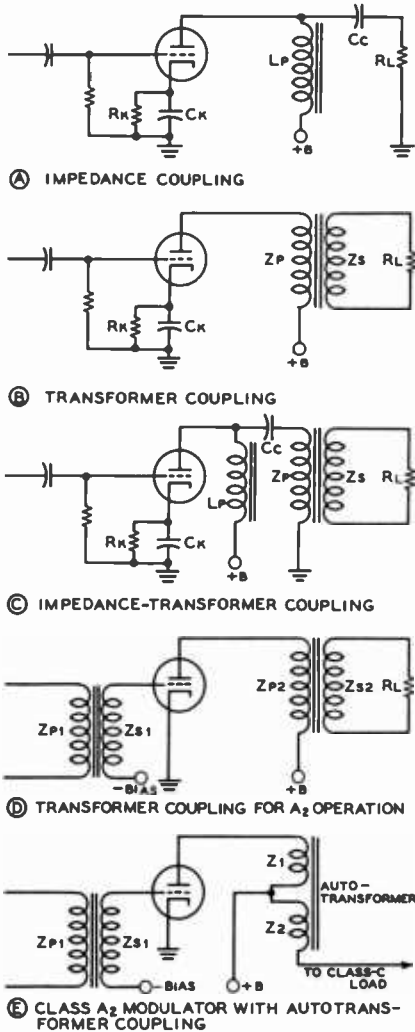 Cc
LP
RL
RK
CK
+B
Ⓐ IMPEDANCE COUPLING
ZP
ZS
RL
RK
CK
+B
Ⓑ TRANSFORMER COUPLING
Cc
LP
ZP
ZS
RL
RK
CK
+B
Ⓒ IMPEDANCE-TRANSFORMER COUPLING
ZP1
ZS1
ZP2
ZS2
RL
-BIAS
+B
Ⓓ TRANSFORMER COUPLING FOR A2 OPERATION
Z1
AUTO-
TRANSFORMER
ZP1
ZS1
Z2
-BIAS
+B
TO CLASS-C
LOAD
Ⓔ CLASS A2 MODULATOR WITH AUTOTRANS-
FORMER COUPLING